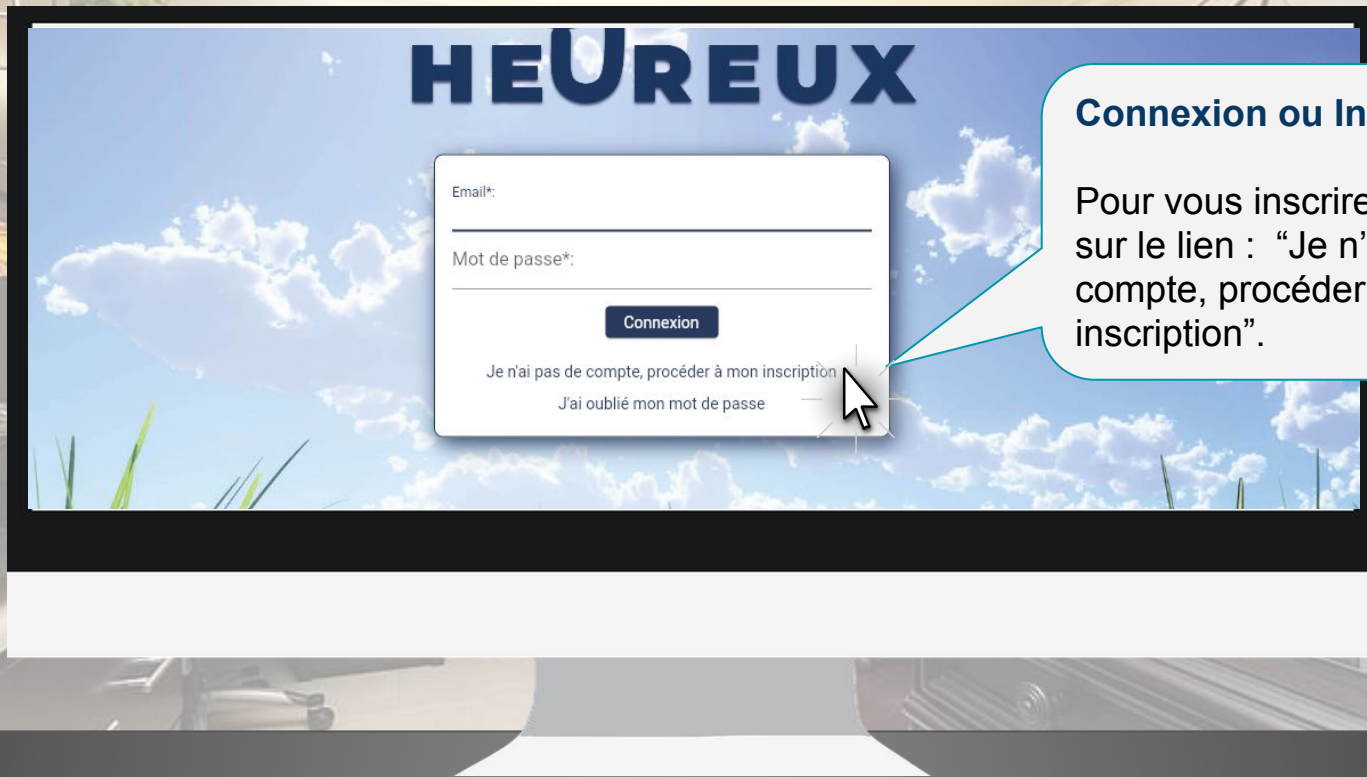 HEUREUX
Email*:
Mot de passe*:
Connexion
Je n'ai pas de compte, procéder à mon inscription
J'ai oublié mon mot de passe
Connexion ou In
Pour vous inscrire
sur le lien : “Je n’
compte, procéder
inscription”.